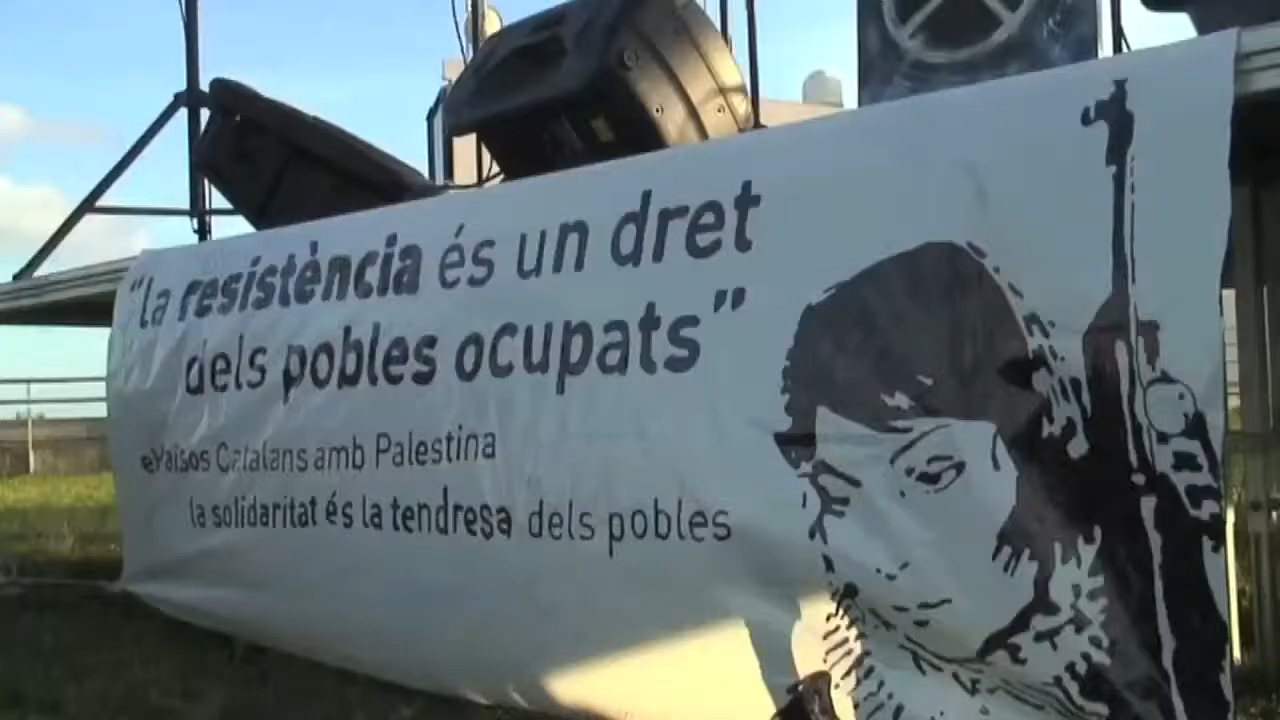 “la resistència és un dret
dels pobles ocupats”
Països Catalans amb Palestina
la solidaritat és la tendresa dels pobles